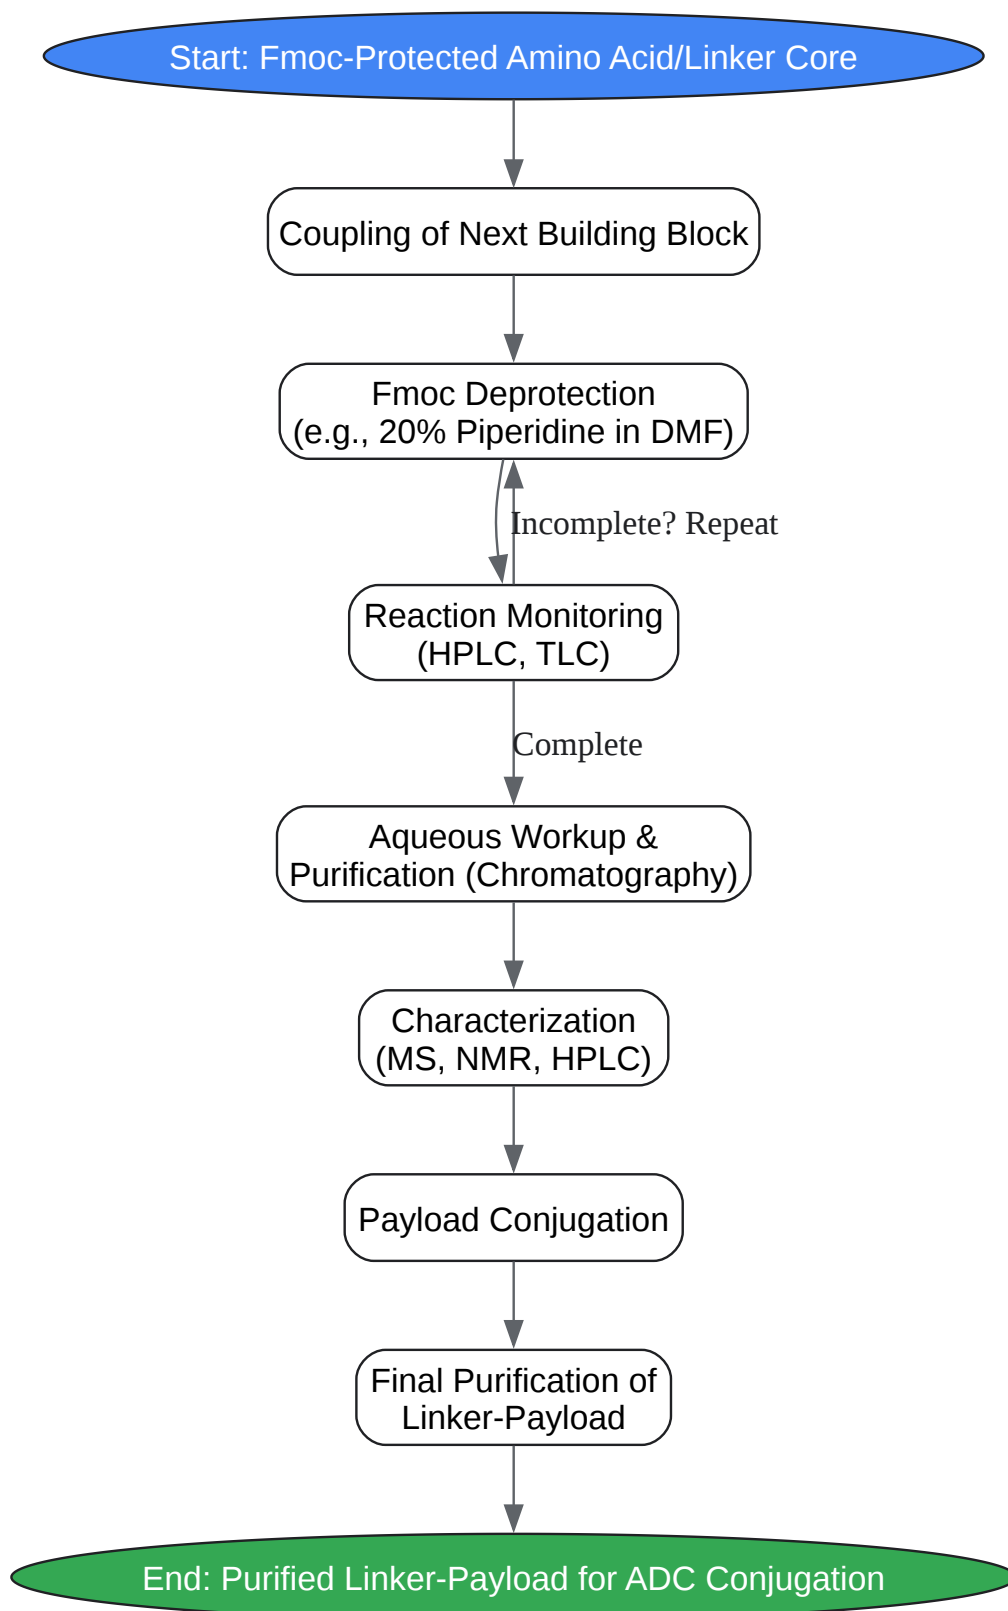 Start: Fmoc-Protected Amino Acid/Linker Core
Coupling of Next Building Block
Fmoc Deprotection
(e.g., 20% Piperidine in DMF)
Incomplete? Repeat
Reaction Monitoring
(HPLC, TLC)
Complete
Aqueous Workup &
Purification (Chromatography)
Characterization
(MS, NMR, HPLC)
Payload Conjugation
Final Purification of
Linker-Payload
End: Purified Linker-Payload for ADC Conjugation